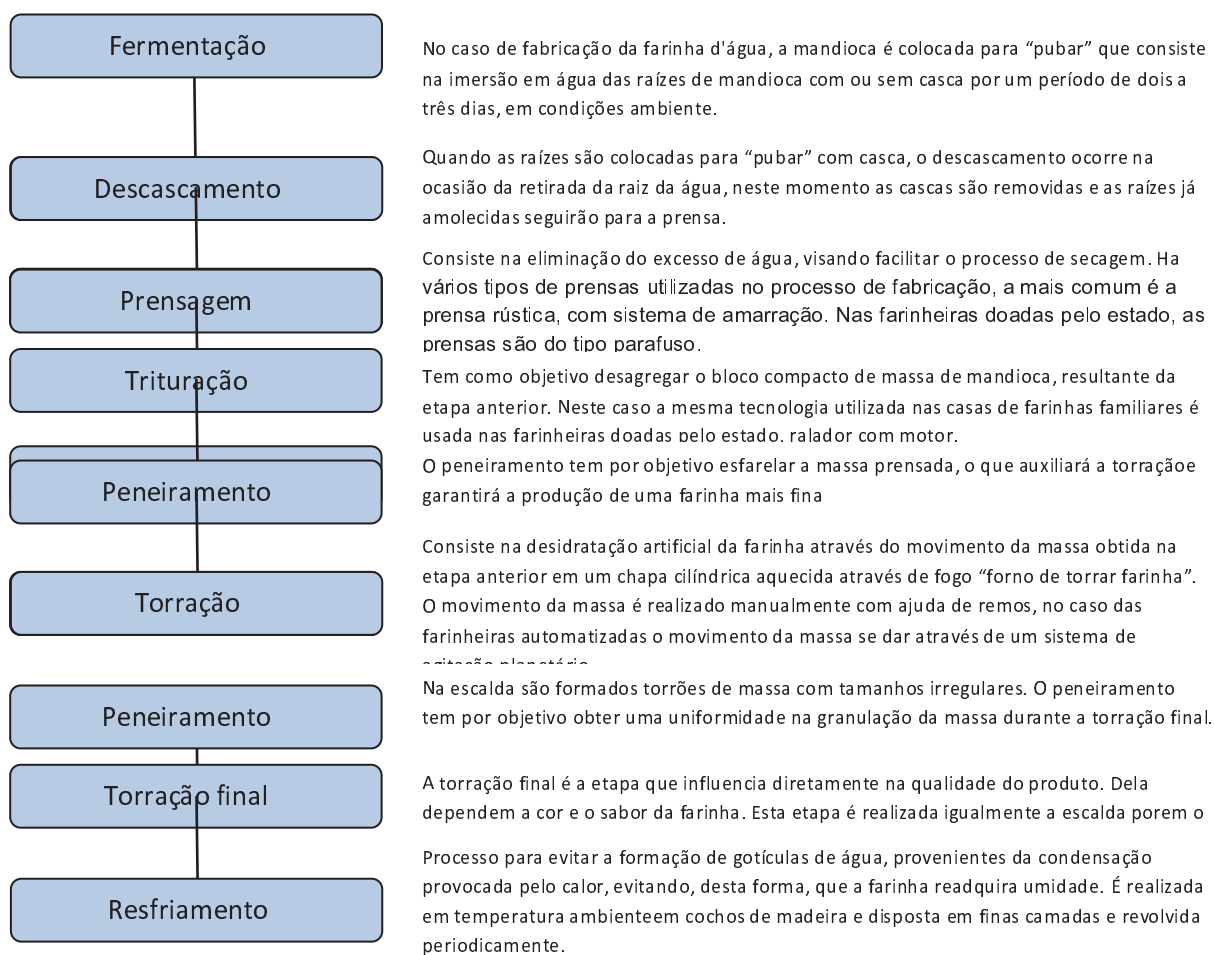 Fermentação
No caso de fabricação da farinha d'água, a mandioca é colocada para “pubar” que consiste
na imersão em água das raízes de mandioca com ou sem casca por um período de dois a
três dias, em condições ambiente.
Descascamento
Quando as raízes são colocadas para “pubar” com casca, o descascamento ocorre na
ocasião da retirada da raiz da água, neste momento as cascas são removidas e as raízes já
amolecidas seguirão para a prensa.
Prensagem
Consiste na eliminação do excesso de água, visando facilitar o processo de secagem. Ha
vários tipos de prensas utilizadas no processo de fabricação, a mais comum é a
prensa rústica, com sistema de amarração. Nas farinheiras doadas pelo estado, as
prensas são do tipo parafuso.
Trituração
Tem como objetivo desagregar o bloco compacto de massa de mandioca, resultante da
etapa anterior. Neste caso a mesma tecnologia utilizada nas casas de farinhas familiares é
usada nas farinheiras doadas pelo estado. ralador com motor.
Peneiramento
O peneiramento tem por objetivo esfarelar a massa prensada, o que auxiliará a torraçãoe
garantirá a produção de uma farinha mais fina
Torração
Consiste na desidratação artificial da farinha através do movimento da massa obtida na
etapa anterior em um chapa cilíndrica aquecida através de fogo “forno de torrar farinha”.
O movimento da massa é realizado manualmente com ajuda de remos, no caso das
farinheiras automatizadas o movimento da massa se dar através de um sistema de
agitação planetário
Peneiramento
Na escalda são formados torrões de massa com tamanhos irregulares. O peneiramento
tem por objetivo obter uma uniformidade na granulação da massa durante a torração final.
Torração final
A torração final é a etapa que influencia diretamente na qualidade do produto. Dela
dependem a cor e o sabor da farinha. Esta etapa é realizada igualmente a escalda porem o
Resfriamento
Processo para evitar a formação de gotículas de água, provenientes da condensação
provocada pelo calor, evitando, desta forma, que a farinha readquira umidade. É realizada
em temperatura ambienteem cochos de madeira e disposta em finas camadas e revolvida
periodicamente.